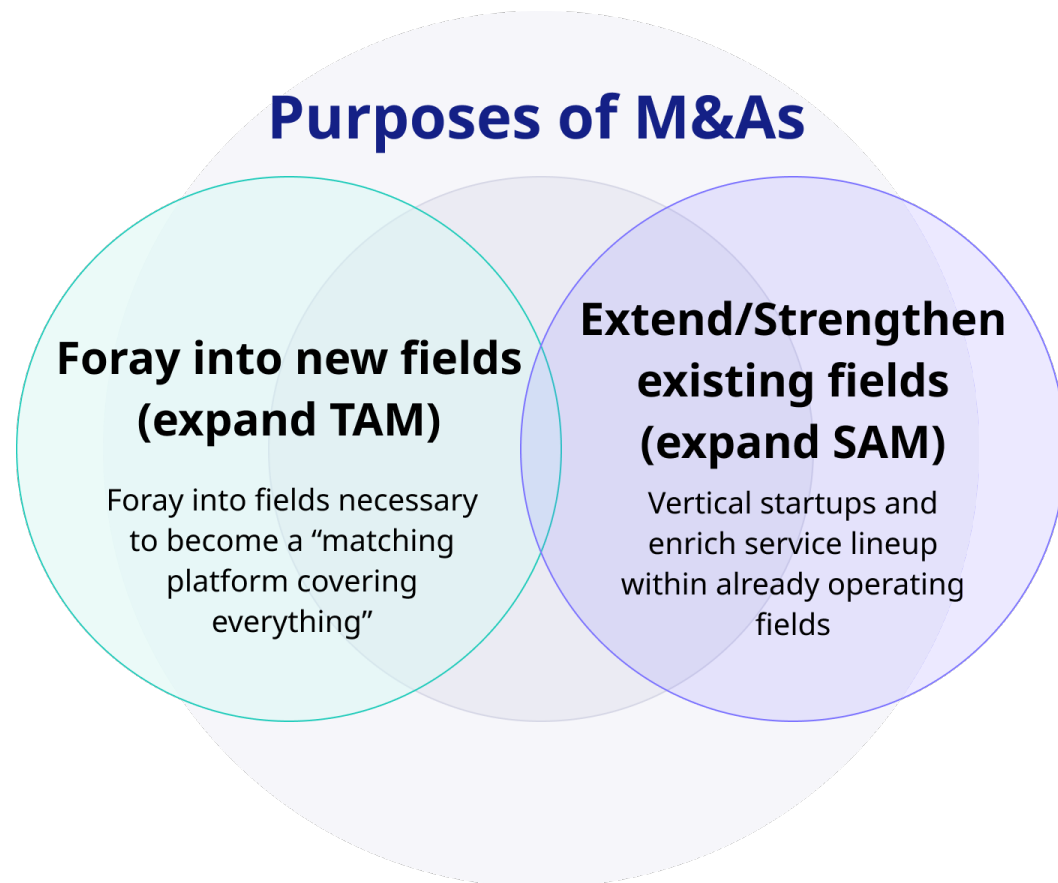 Purposes of M&As
Foray into new fields
(expand TAM)
Foray into fields necessary
to become a “matching
platform covering
everything”
Extend/Strengthen
existing fields
(expand SAM)
Vertical startups and
enrich service lineup
within already operating
fields